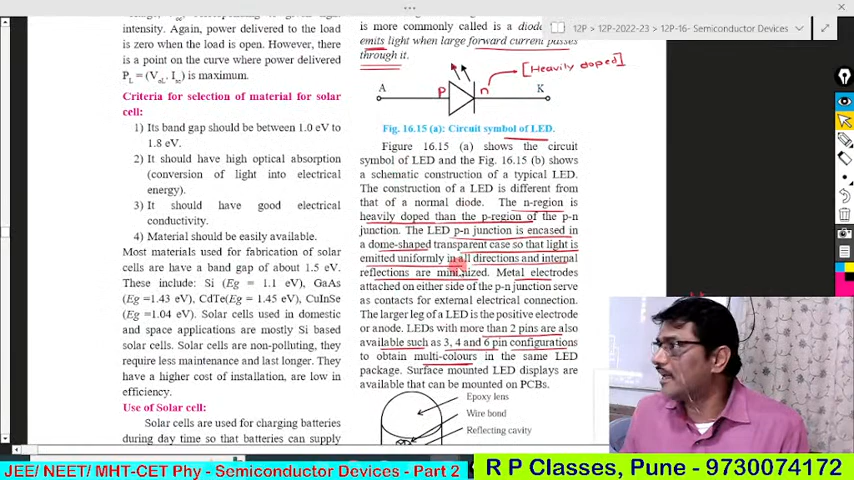 12P > 12P-2022-23 > 12P-16- Semiconductor Devices
intensity. Again, power delivered to the load
is zero when the load is open. However, there
is a point on the curve where power delivered
PL = (VoL. Isc) is maximum.
Criteria for selection of material for solar
cell:
1) Its band gap should be between 1.0 eV to
1.8 eV.
2) It should have high optical absorption
(conversion of light into electrical
energy).
3) It should have good electrical
conductivity.
4) Material should be easily available.
Most materials used for fabrication of solar
cells are have a band gap of about 1.5 eV.
These include: Si (Eg = 1.1 eV), GaAs
(Eg =1.43 eV), CdTe(Eg = 1.45 eV), CuInSe
(Eg =1.04 eV). Solar cells used in domestic
and space applications are mostly Si based
solar cells. Solar cells are non-polluting, they
require less maintenance and last longer. They
have a higher cost of installation, are low in
efficiency.
Use of Solar cell:
Solar cells are used for charging batteries
during day time so that batteries can supply
is more commonly called is a diode
emits light when large forward current passes
through it.
[Heavily doped]
A P n K
Fig. 16.15 (a): Circuit symbol of LED.
Figure 16.15 (a) shows the circuit
symbol of LED and the Fig. 16.15 (b) shows
a schematic construction of a typical LED.
The construction of a LED is different from
that of a normal diode. The n-region is
heavily doped than the p-region of the p-n
junction. The LED p-n junction is encased in
a dome-shaped transparent case so that light is
emitted uniformly in all directions and internal
reflections are minimized. Metal electrodes
attached on either side of the p-n junction serve
as contacts for external electrical connection.
The larger leg of a LED is the positive electrode
or anode. LEDs with more than 2 pins are also
available such as 3, 4 and 6 pin configurations
to obtain multi-colours in the same LED
package. Surface mounted LED displays are
available that can be mounted on PCBs.
Epoxy lens
Wire bond
Reflecting cavity
JEE/ NEET/ MHT-CET Phy - Semiconductor Devices - Part 2
R P Classes, Pune - 9730074172